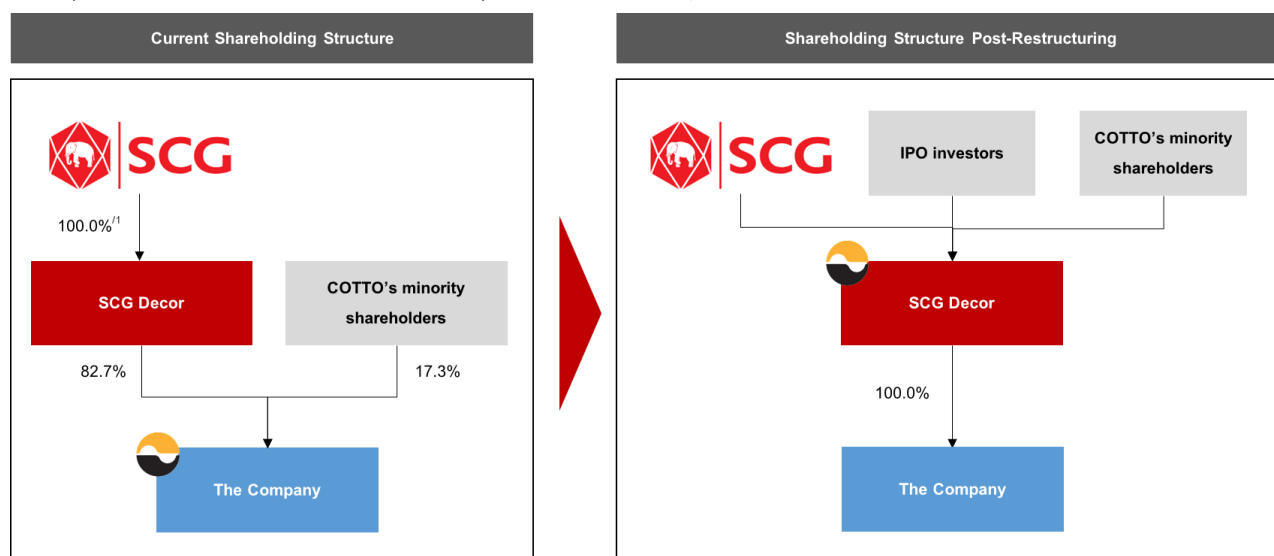 Current Shareholding Structure
SCG
100.0%/1
SCG Decor
COTTO's minority
shareholders
82.7%
17.3%
The Company
Shareholding Structure Post-Restructuring
SCG
IPO investors
COTTO's minority
shareholders
SCG Decor
100.0%
The Company